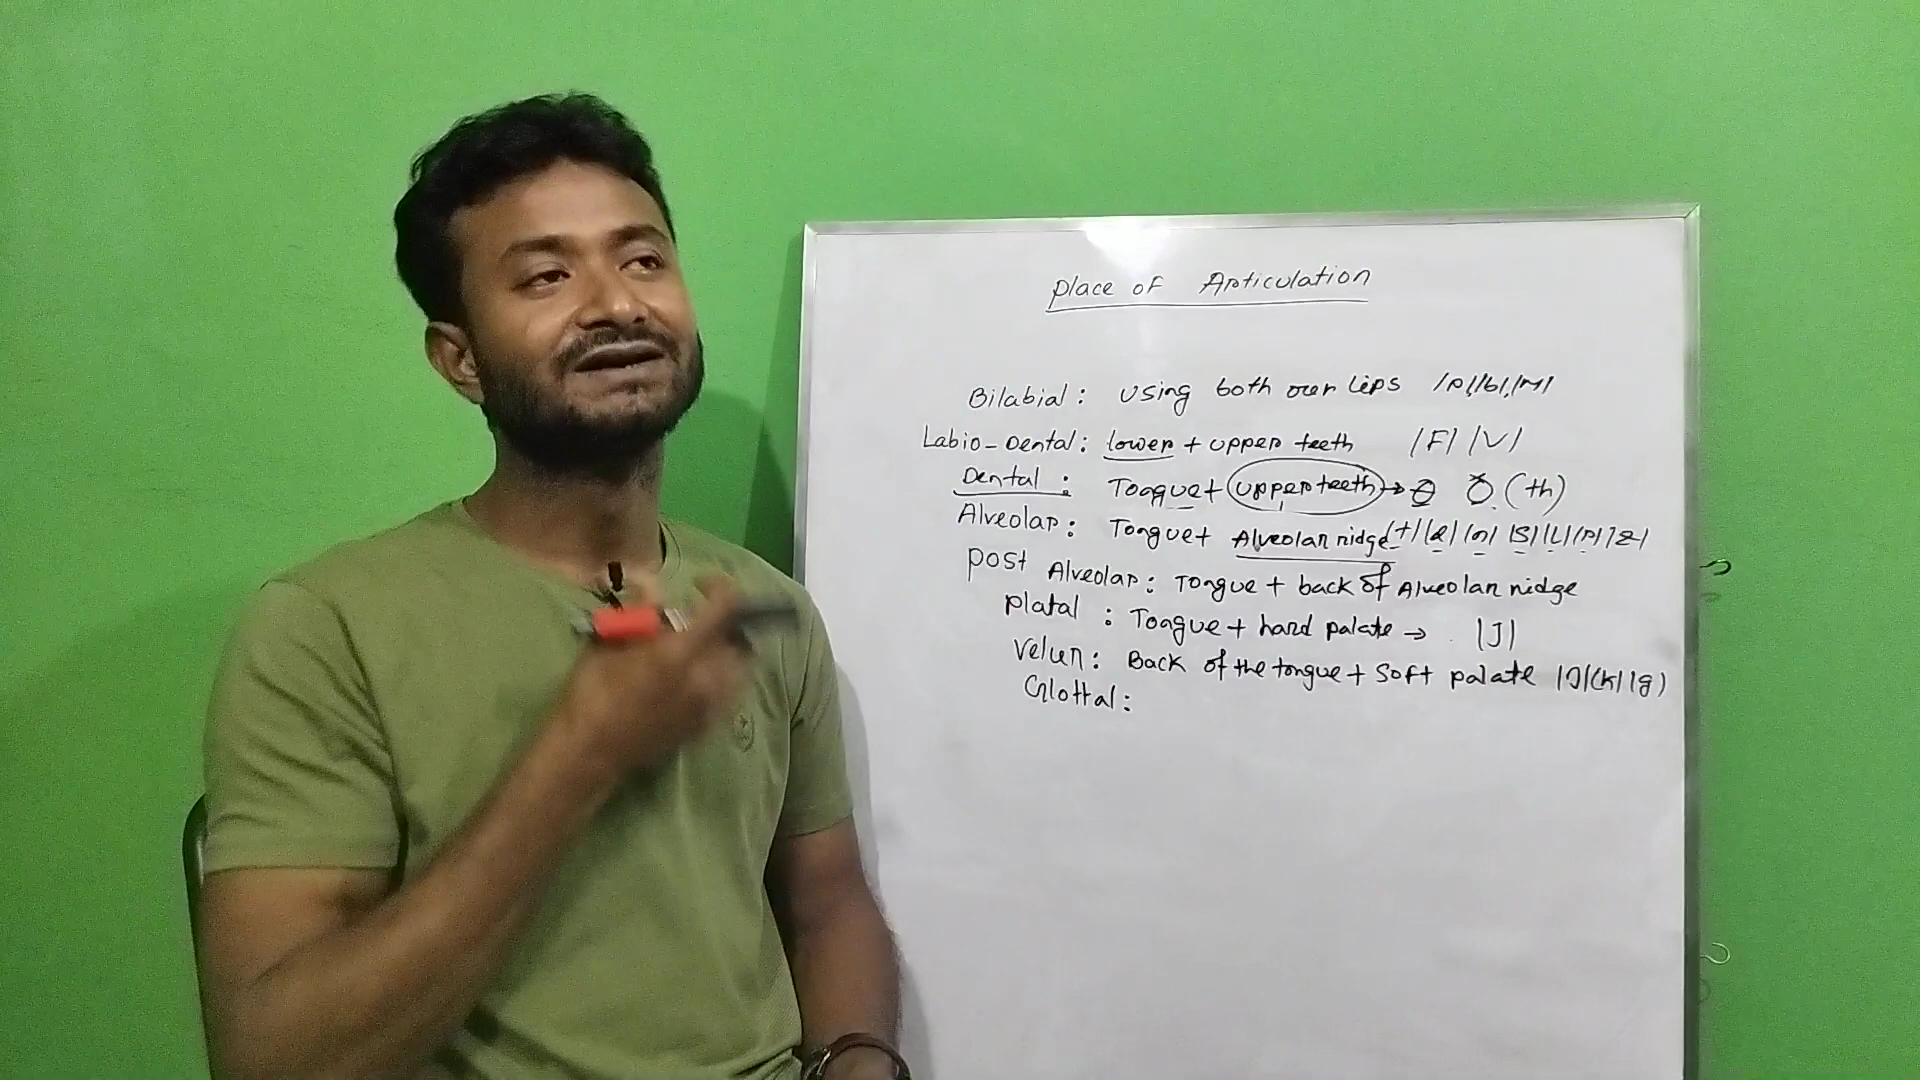 Place of Articulation
Bilabial: Using both our Lips /p/,/b/,/m/
Labio-Dental: lower + upper teeth /F/ /V/
Dental: Tongue + upper teeth → θ ð (th)
Alveolar: Tongue + Alveolar ridge /t/ /d/ /n/ /S/ /L/ /r/ /z/
post Alveolar: Tongue + back of Alveolar ridge
platal: Tongue + hard palate → /J/
Velur: Back of the tongue + Soft palate /k/ /g/
Glottal: